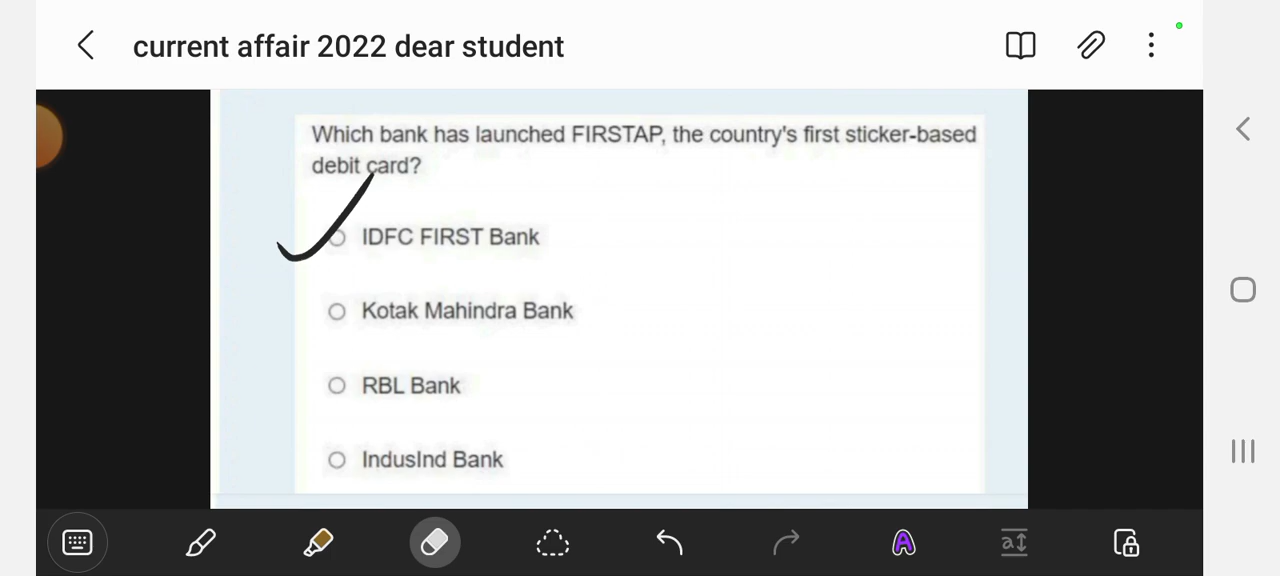 current affair 2022 dear student
Which bank has launched FIRSTAP, the country's first sticker-based
debit card?
IDFC FIRST Bank
Kotak Mahindra Bank
RBL Bank
IndusInd Bank
A
a